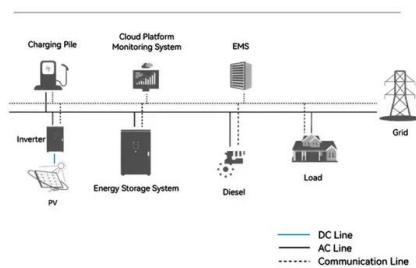 Charging Pile
Cloud Platform
Monitoring System
EMS
Grid
Inverter
PV
Energy Storage System
Diesel
Load
DC Line
AC Line
Communication Line